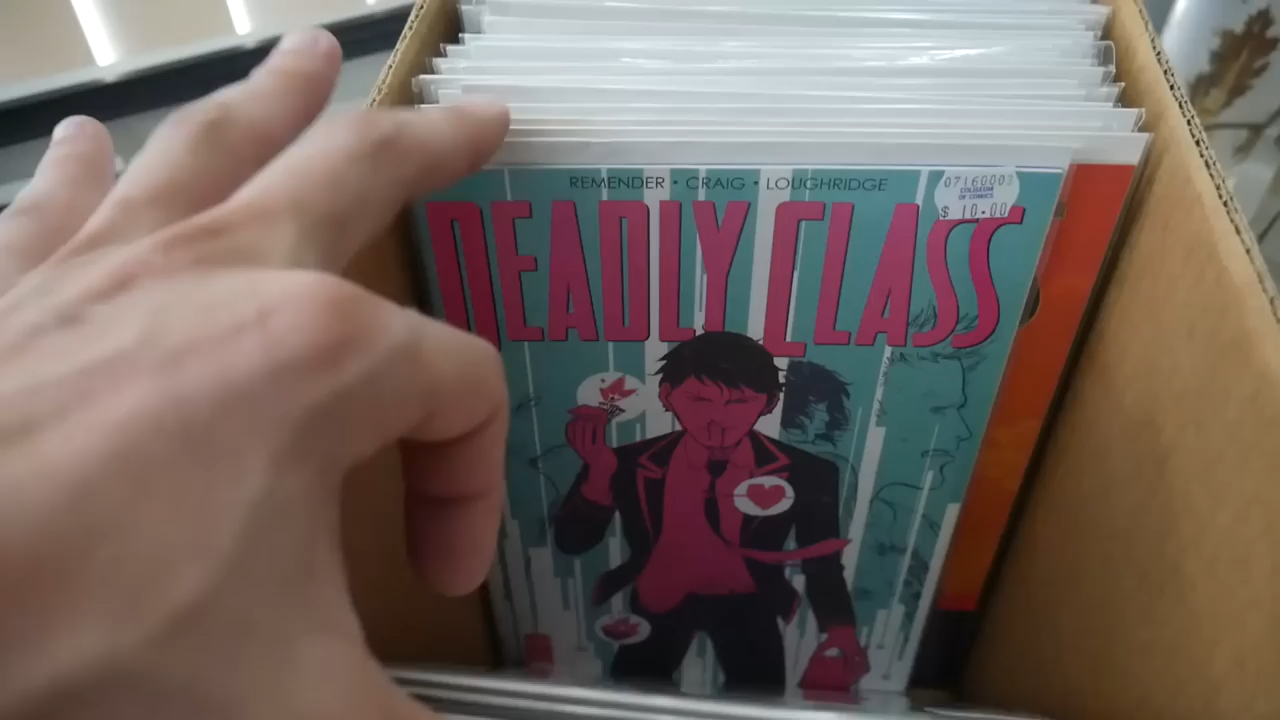 REMENDER • CRAIG • LOUGHRIDGE
DEADLY CLASS
07160003
COLISEUM
OF COMICS
$ 10.00